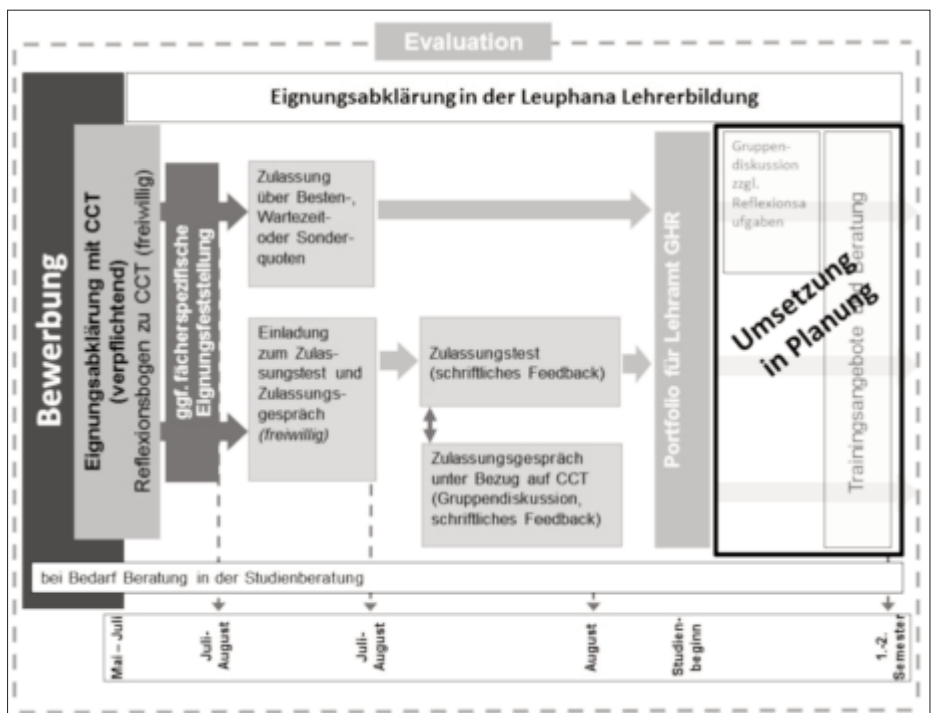 Evaluation
Eignungsabklärung in der Leuphana Lehrerbildung
Bewerbung
Eignungsabklärung mit CCT
(verpflichtend)
Reflexionsbogen zu CCT (freiwillig)
ggf. fächerspezifische
Eignungsfeststellung
Zulassung
über Besten-,
Wartezeit-
oder Sonder-
quoten
Einladung
zum Zulas-
sungstest und
Zulassungs-
gespräch
(freiwillig)
Zulassungstest
(schriftliches Feedback)
Zulassungsgespräch
unter Bezug auf CCT
(Gruppendiskussion,
schriftliches Feedback)
Portfolio für Lehramt GHR
Gruppen-
diskussion
zzgl.
Reflexionsa
ufgaben
Trainingsangebote und Beratung
Umsetzung
in Planung
bei Bedarf Beratung in der Studienberatung
Mai – Juli
Juli-
August
Juli-
August
August
Studien-
beginn
1.-2.
Semester